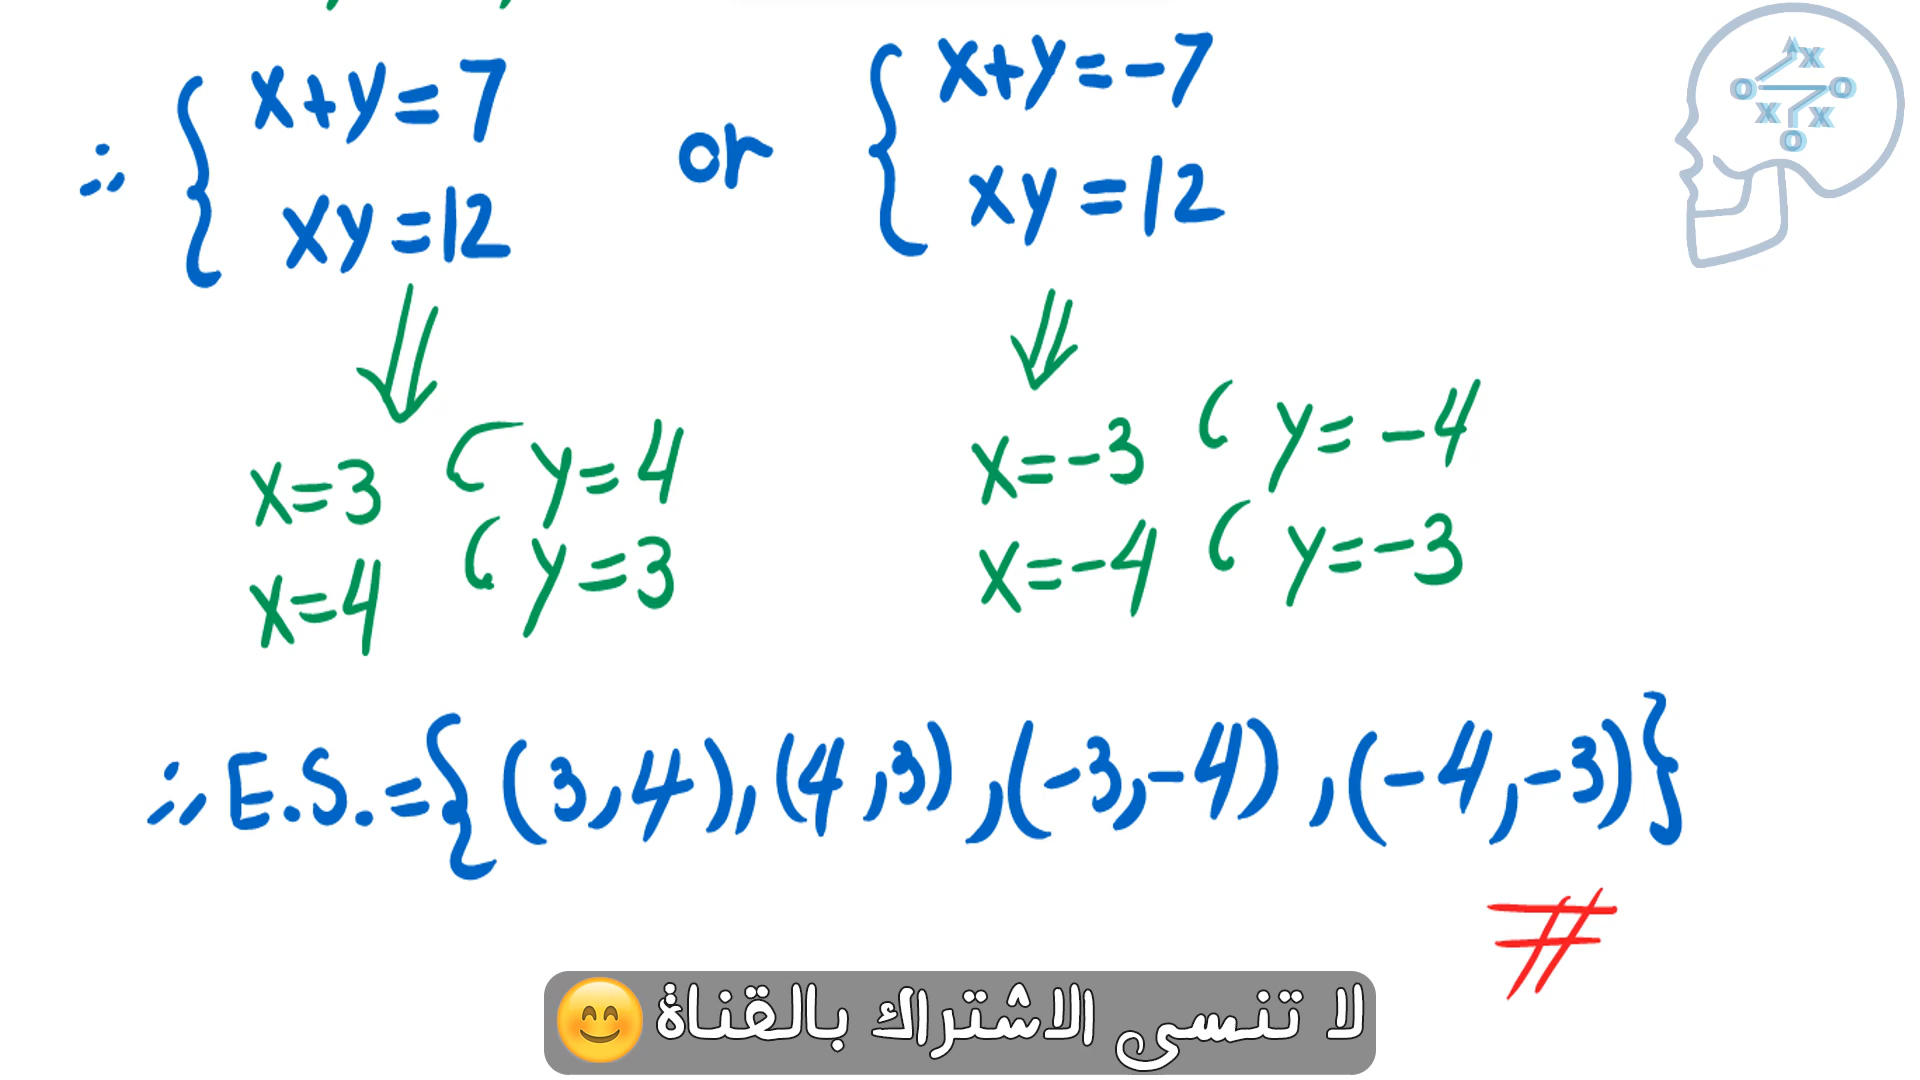 ∴ { x+y=7 or { x+y=-7
xy=12 xy=12
⇓ ⇓
x=3 ( y=4 x=-3 ( y=-4
x=4 ( y=3 x=-4 ( y=-3
∴ E.S.={(3,4),(4,3),(-3,-4),(-4,-3)}
#
لا تنسى الاشتراك بالقناة 😊